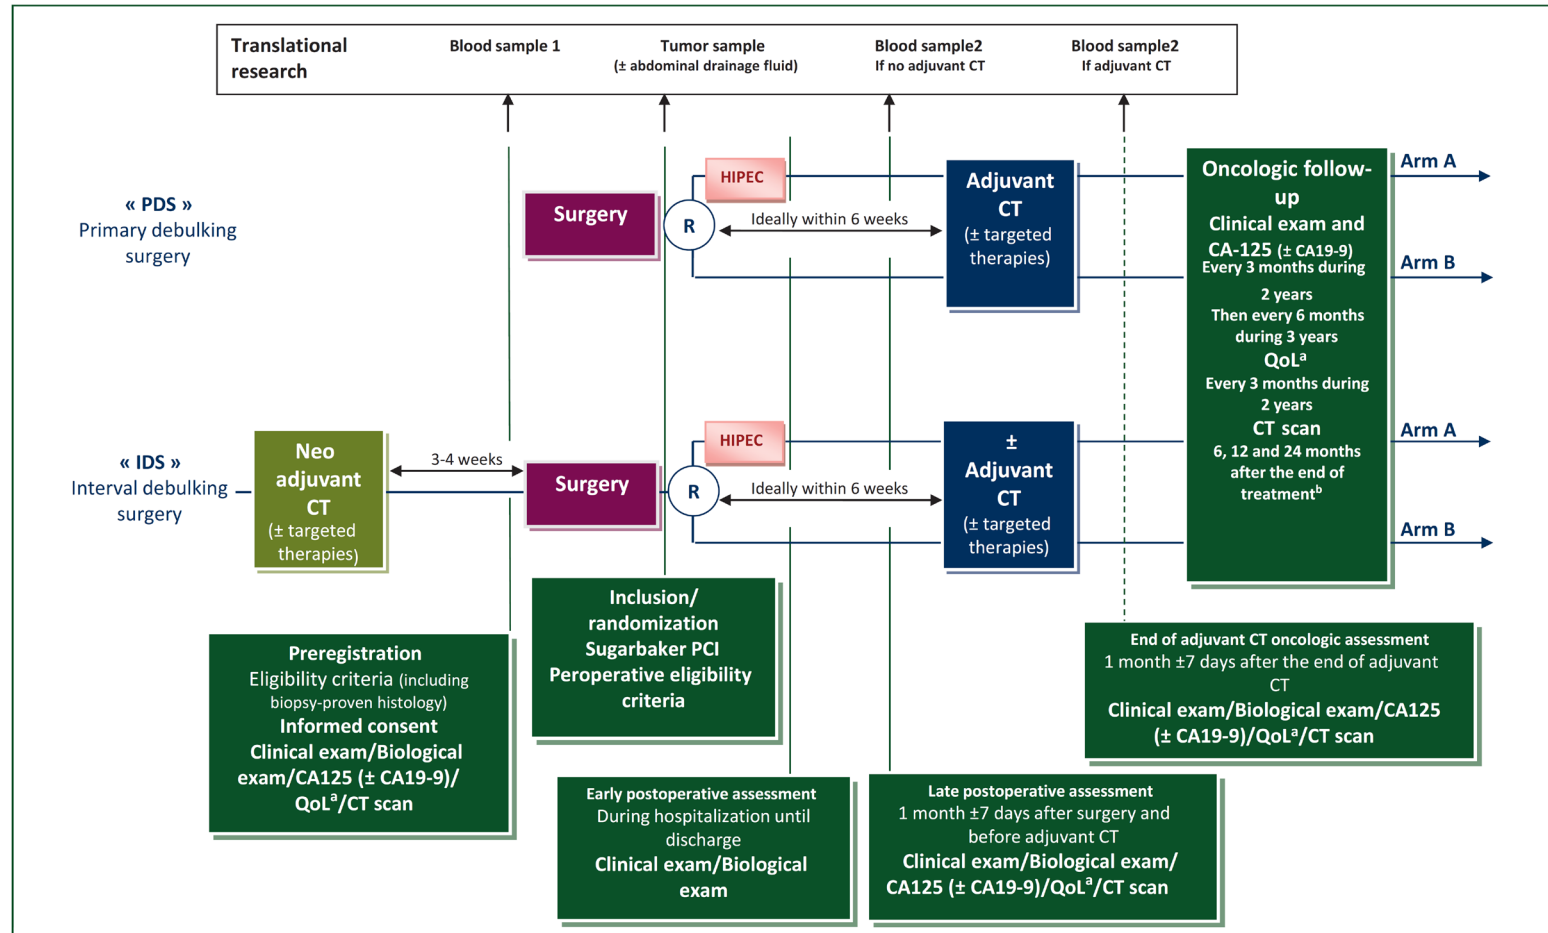 Translational
research
Blood sample 1
Tumor sample
(± abdominal drainage fluid)
Blood sample2
If no adjuvant CT
Blood sample2
If adjuvant CT
« PDS »
Primary debulking
surgery
Surgery
R
HIPEC
Ideally within 6 weeks
Adjuvant
CT
(± targeted
therapies)
Oncologic follow-
up
Clinical exam and
CA-125 (± CA19-9)
Every 3 months during
2 years
Then every 6 months
during 3 years
QoLa
Every 3 months during
2 years
CT scan
6, 12 and 24 months
after the end of
treatmentb
Arm A
Arm B
« IDS »
Interval debulking
surgery
Neo
adjuvant
CT
(± targeted
therapies)
3-4 weeks
Surgery
R
HIPEC
Ideally within 6 weeks
±
Adjuvant
CT
(± targeted
therapies)
Arm A
Arm B
Preregistration
Eligibility criteria (including
biopsy-proven histology)
Informed consent
Clinical exam/Biological
exam/CA125 (± CA19-9)/
QoLa/CT scan
Inclusion/
randomization
Sugarbaker PCI
Peroperative eligibility
criteria
Early postoperative assessment
During hospitalization until
discharge
Clinical exam/Biological
exam
Late postoperative assessment
1 month ±7 days after surgery and
before adjuvant CT
Clinical exam/Biological exam/
CA125 (± CA19-9)/QoLa/CT scan
End of adjuvant CT oncologic assessment
1 month ±7 days after the end of adjuvant
CT
Clinical exam/Biological exam/CA125
(± CA19-9)/QoLa/CT scan